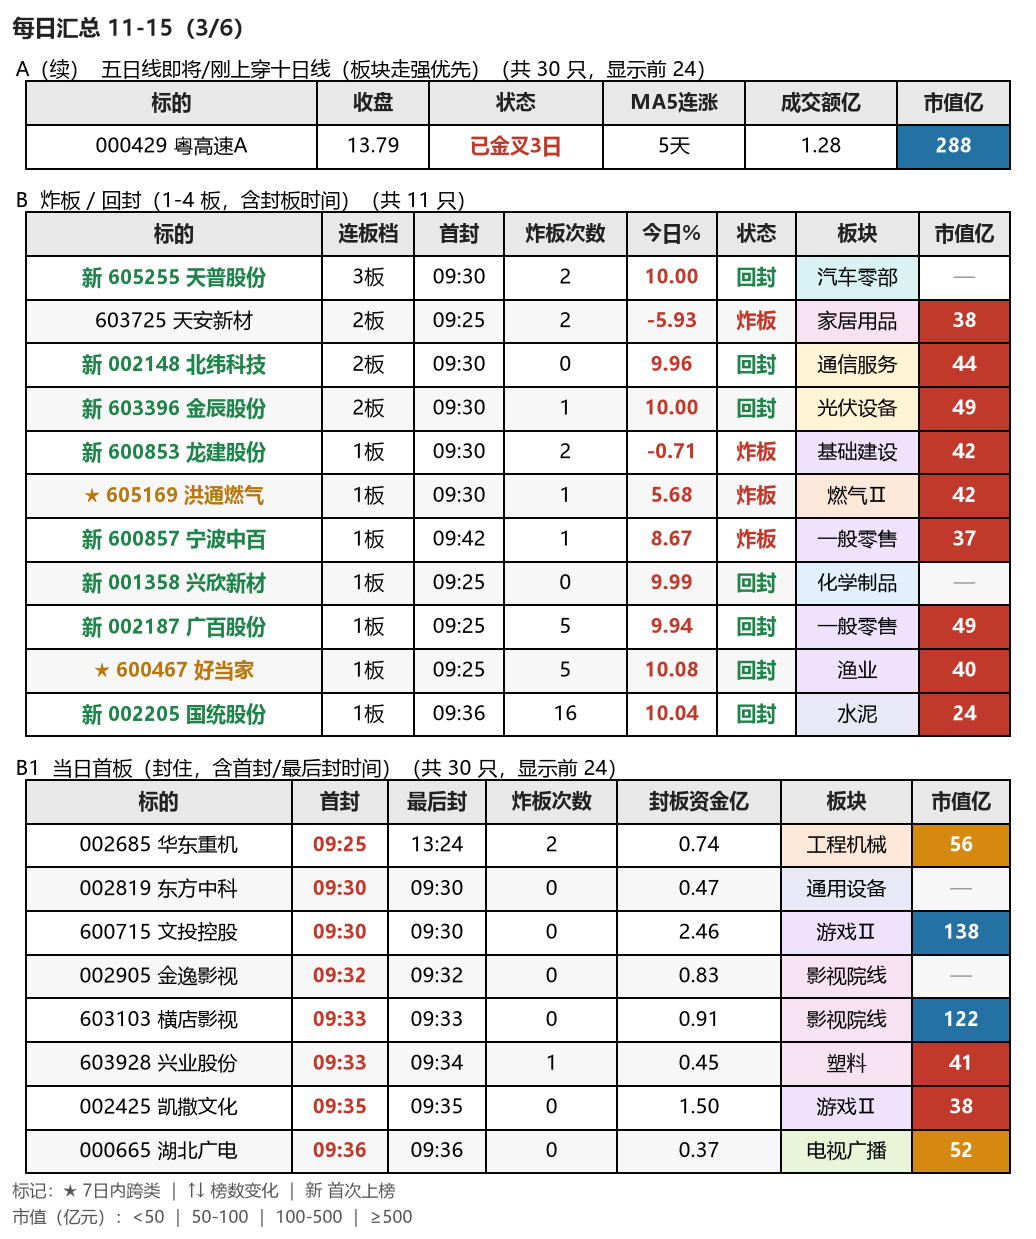 每日汇总 11-15（3/6）
A（续） 五日线即将/刚上穿十日线（板块走强优先）（共 30 只，显示前 24）
标的 收盘 状态 MA5连涨 成交额亿 市值亿
000429 粤高速A 13.79 已金叉3日 5天 1.28 288
B 炸板 / 回封（1-4 板，含封板时间）（共 11 只）
标的 连板档 首封 炸板次数 今日% 状态 板块 市值亿
新 605255 天普股份 3板 09:30 2 10.00 回封 汽车零部 —
603725 天安新材 2板 09:25 2 -5.93 炸板 家居用品 38
新 002148 北纬科技 2板 09:30 0 9.96 回封 通信服务 44
新 603396 金辰股份 2板 09:30 1 10.00 回封 光伏设备 49
新 600853 龙建股份 1板 09:30 2 -0.71 炸板 基础建设 42
★ 605169 洪通燃气 1板 09:30 1 5.68 炸板 燃气Ⅱ 42
新 600857 宁波中百 1板 09:42 1 8.67 炸板 一般零售 37
新 001358 兴欣新材 1板 09:25 0 9.99 回封 化学制品 —
新 002187 广百股份 1板 09:25 5 9.94 回封 一般零售 49
★ 600467 好当家 1板 09:25 5 10.08 回封 渔业 40
新 002205 国统股份 1板 09:36 16 10.04 回封 水泥 24
B1 当日首板（封住，含首封/最后封时间）（共 30 只，显示前 24）
标的 首封 最后封 炸板次数 封板资金亿 板块 市值亿
002685 华东重机 09:25 13:24 2 0.74 工程机械 56
002819 东方中科 09:30 09:30 0 0.47 通用设备 —
600715 文投控股 09:30 09:30 0 2.46 游戏Ⅱ 138
002905 金逸影视 09:32 09:32 0 0.83 影视院线 —
603103 横店影视 09:33 09:33 0 0.91 影视院线 122
603928 兴业股份 09:33 09:34 1 0.45 塑料 41
002425 凯撒文化 09:35 09:35 0 1.50 游戏Ⅱ 38
000665 湖北广电 09:36 09:36 0 0.37 电视广播 52
标记：★ 7日内跨类 | ↑↓ 榜数变化 | 新 首次上榜
市值（亿元）：<50 | 50-100 | 100-500 | ≥500